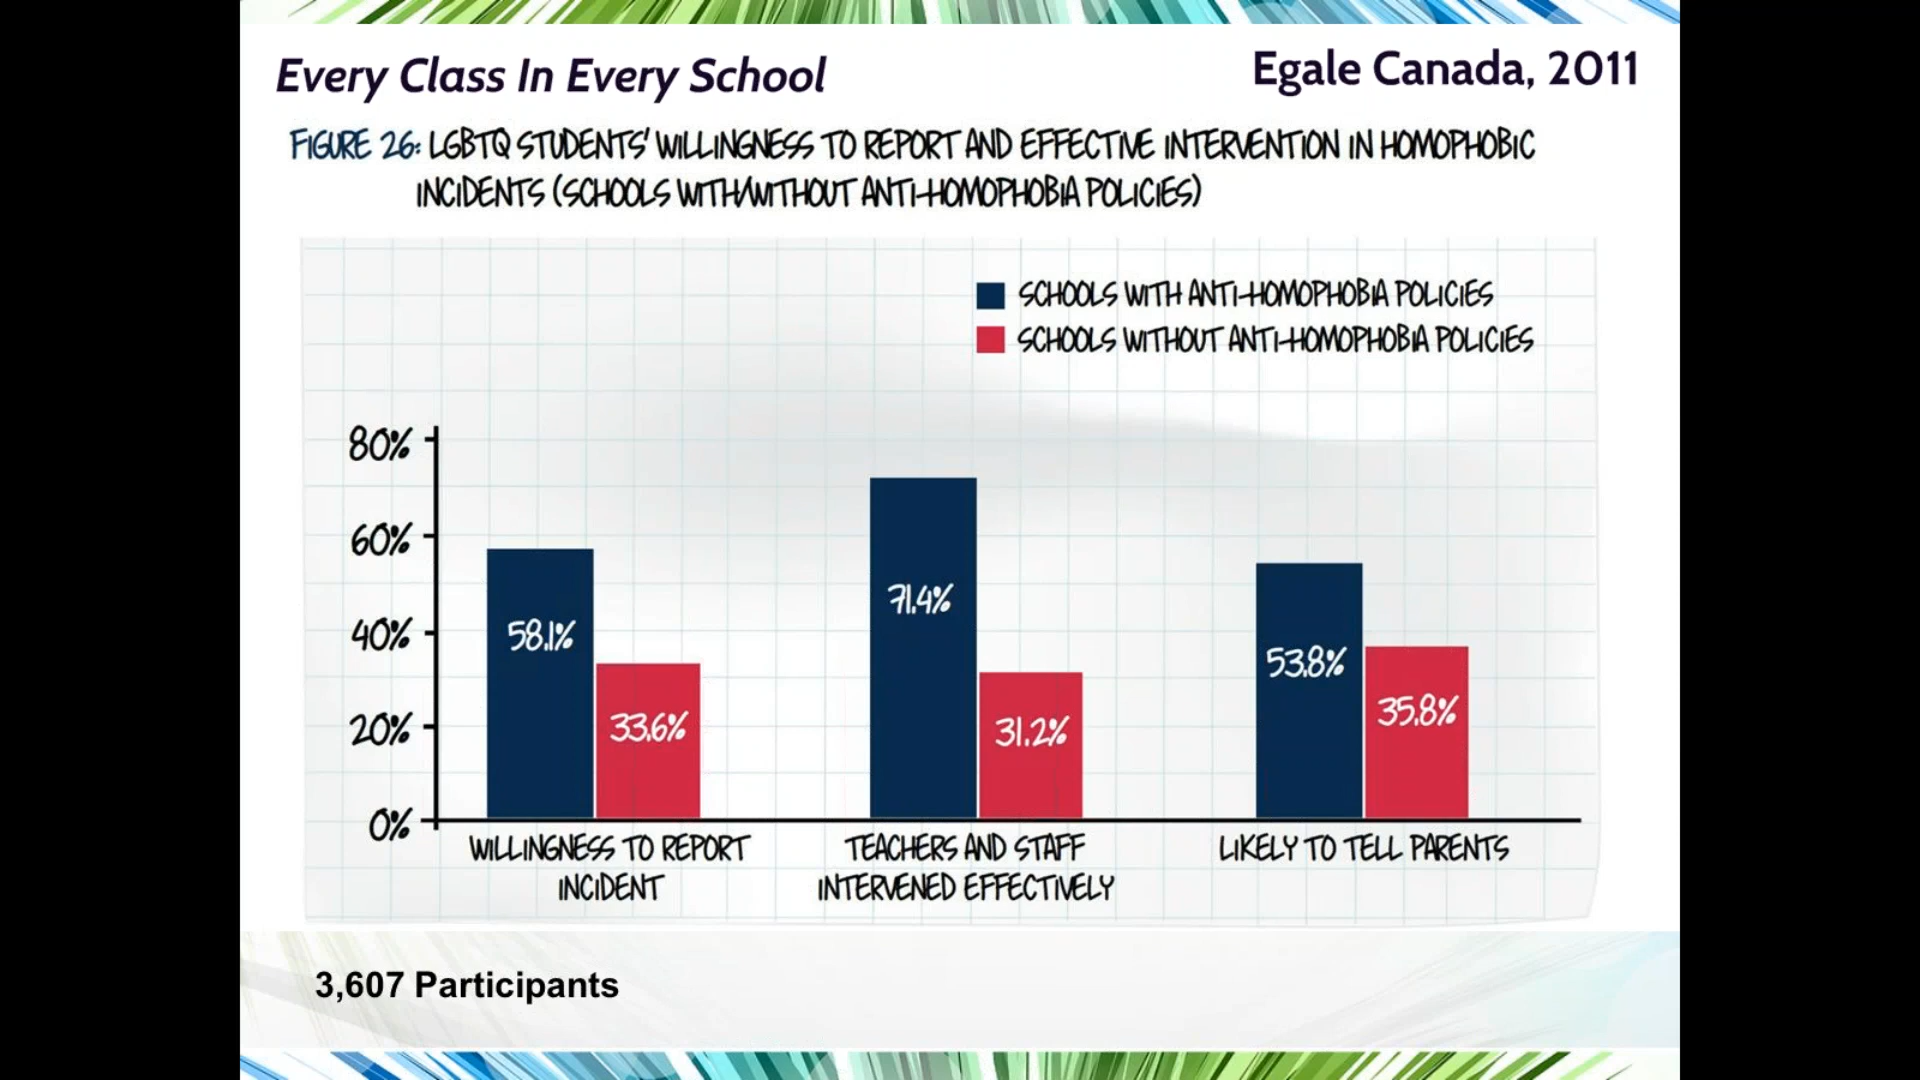 Every Class In Every School
Egale Canada, 2011
FIGURE 26: LGBTQ STUDENTS' WILLINGNESS TO REPORT AND EFFECTIVE INTERVENTION IN HOMOPHOBIC
INCIDENTS (SCHOOLS WITH/WITHOUT ANTI-HOMOPHOBIA POLICIES)
SCHOOLS WITH ANTI-HOMOPHOBIA POLICIES
SCHOOLS WITHOUT ANTI-HOMOPHOBIA POLICIES
80%
60%
40%
20%
0%
58.1%
33.6%
71.4%
31.2%
53.8%
35.8%
WILLINGNESS TO REPORT
INCIDENT
TEACHERS AND STAFF
INTERVENED EFFECTIVELY
LIKELY TO TELL PARENTS
3,607 Participants